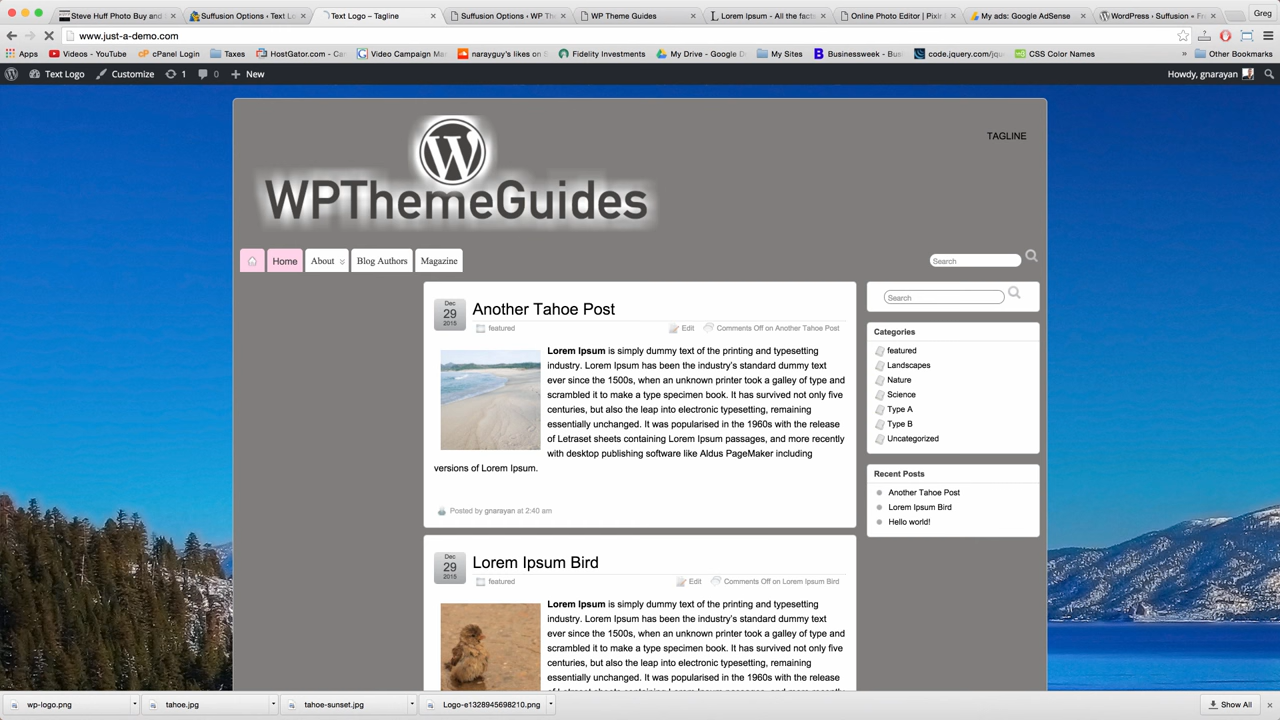 Steve Huff Photo Buy and
Suffusion Options ‹ Text Lo
Text Logo – Tagline
Suffusion Options ‹ WP Th
WP Theme Guides
Lorem Ipsum - All the facts
Online Photo Editor | Pixlr
My ads: Google AdSense
WordPress › Suffusion « Fr
Greg
www.just-a-demo.com
Apps
Videos - YouTube
cPanel Login
Taxes
HostGator.com - Ca
Video Campaign Ma
narayguy's likes on
Fidelity Investments
My Drive - Google D
My Sites
Businessweek - Bus
code.jquery.com/jqu
CSS Color Names
»
Other Bookmarks
Text Logo
Customize
1
0
New
Howdy, gnarayan
TAGLINE
W
WPThemeGuides
Home
About
Blog Authors
Magazine
Search
Dec
29
2015
Another Tahoe Post
featured
Edit
Comments Off on Another Tahoe Post
Lorem Ipsum is simply dummy text of the printing and typesetting
industry. Lorem Ipsum has been the industry's standard dummy text
ever since the 1500s, when an unknown printer took a galley of type and
scrambled it to make a type specimen book. It has survived not only five
centuries, but also the leap into electronic typesetting, remaining
essentially unchanged. It was popularised in the 1960s with the release
of Letraset sheets containing Lorem Ipsum passages, and more recently
with desktop publishing software like Aldus PageMaker including
versions of Lorem Ipsum.
Posted by gnarayan at 2:40 am
Dec
29
2015
Lorem Ipsum Bird
featured
Edit
Comments Off on Lorem Ipsum Bird
Lorem Ipsum is simply dummy text of the printing and typesetting
industry. Lorem Ipsum has been the industry's standard dummy text
ever since the 1500s, when an unknown printer took a galley of type and
scrambled it to make a type specimen book. It has survived not only five
centuries, but also the leap into electronic typesetting, remaining
essentially unchanged. It was popularised in the 1960s with the release
of Letraset sheets containing Lorem Ipsum passages, and more recently
Search
Categories
featured
Landscapes
Nature
Science
Type A
Type B
Uncategorized
Recent Posts
Another Tahoe Post
Lorem Ipsum Bird
Hello world!
wp-logo.png
tahoe.jpg
tahoe-sunset.jpg
Logo-e1328945698210.png
Show All